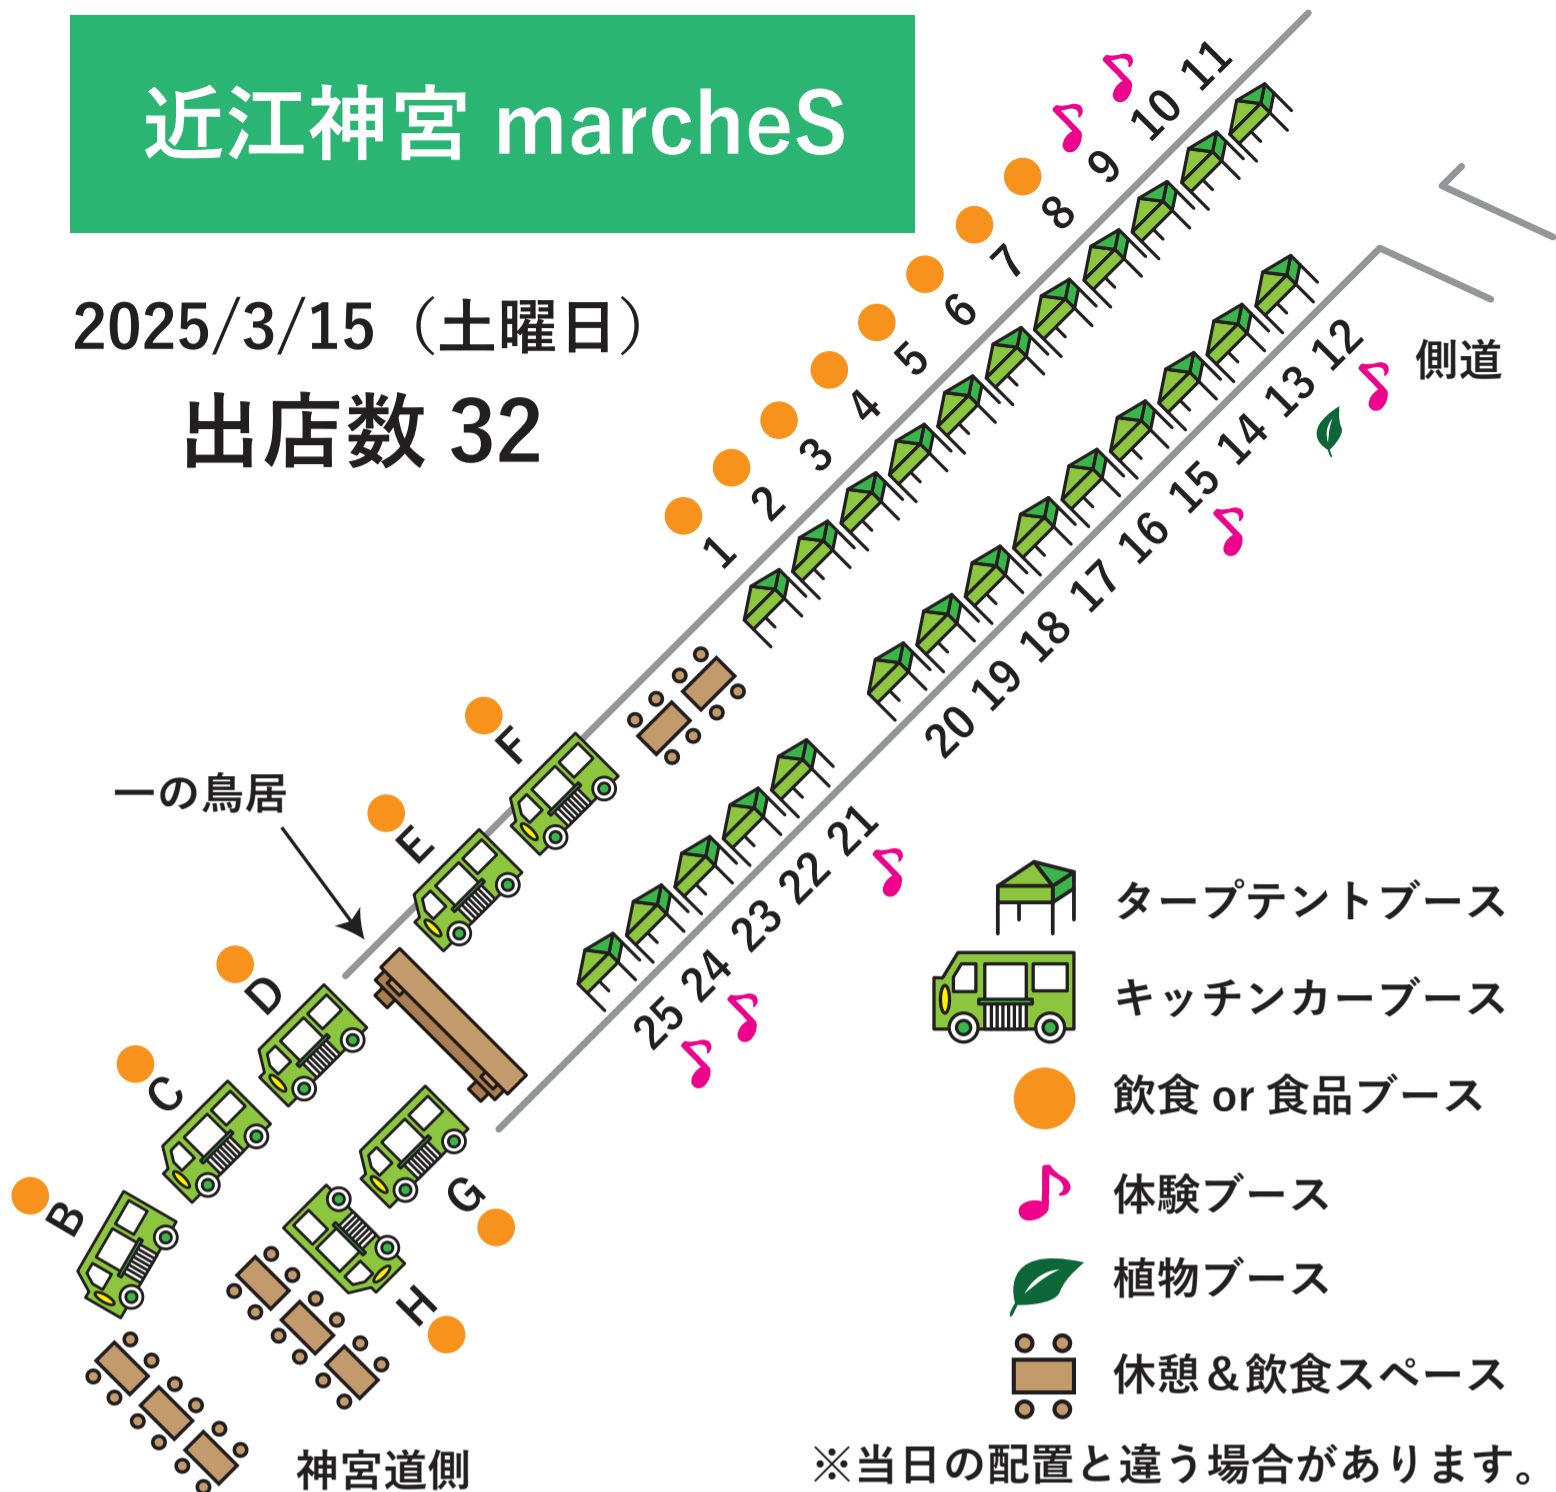 近江神宮 marcheS
2025/3/15（土曜日）
出店数 32
11
10
9
8
7
6
5
4
3
2
1
側道
12
13
14
15
16
17
18
19
20
21
22
23
24
25
一の鳥居
F
E
D
C
B
G
H
神宮道側
タープテントブース
キッチンカーブース
飲食 or 食品ブース
体験ブース
植物ブース
休憩＆飲食スペース
※当日の配置と違う場合があります。